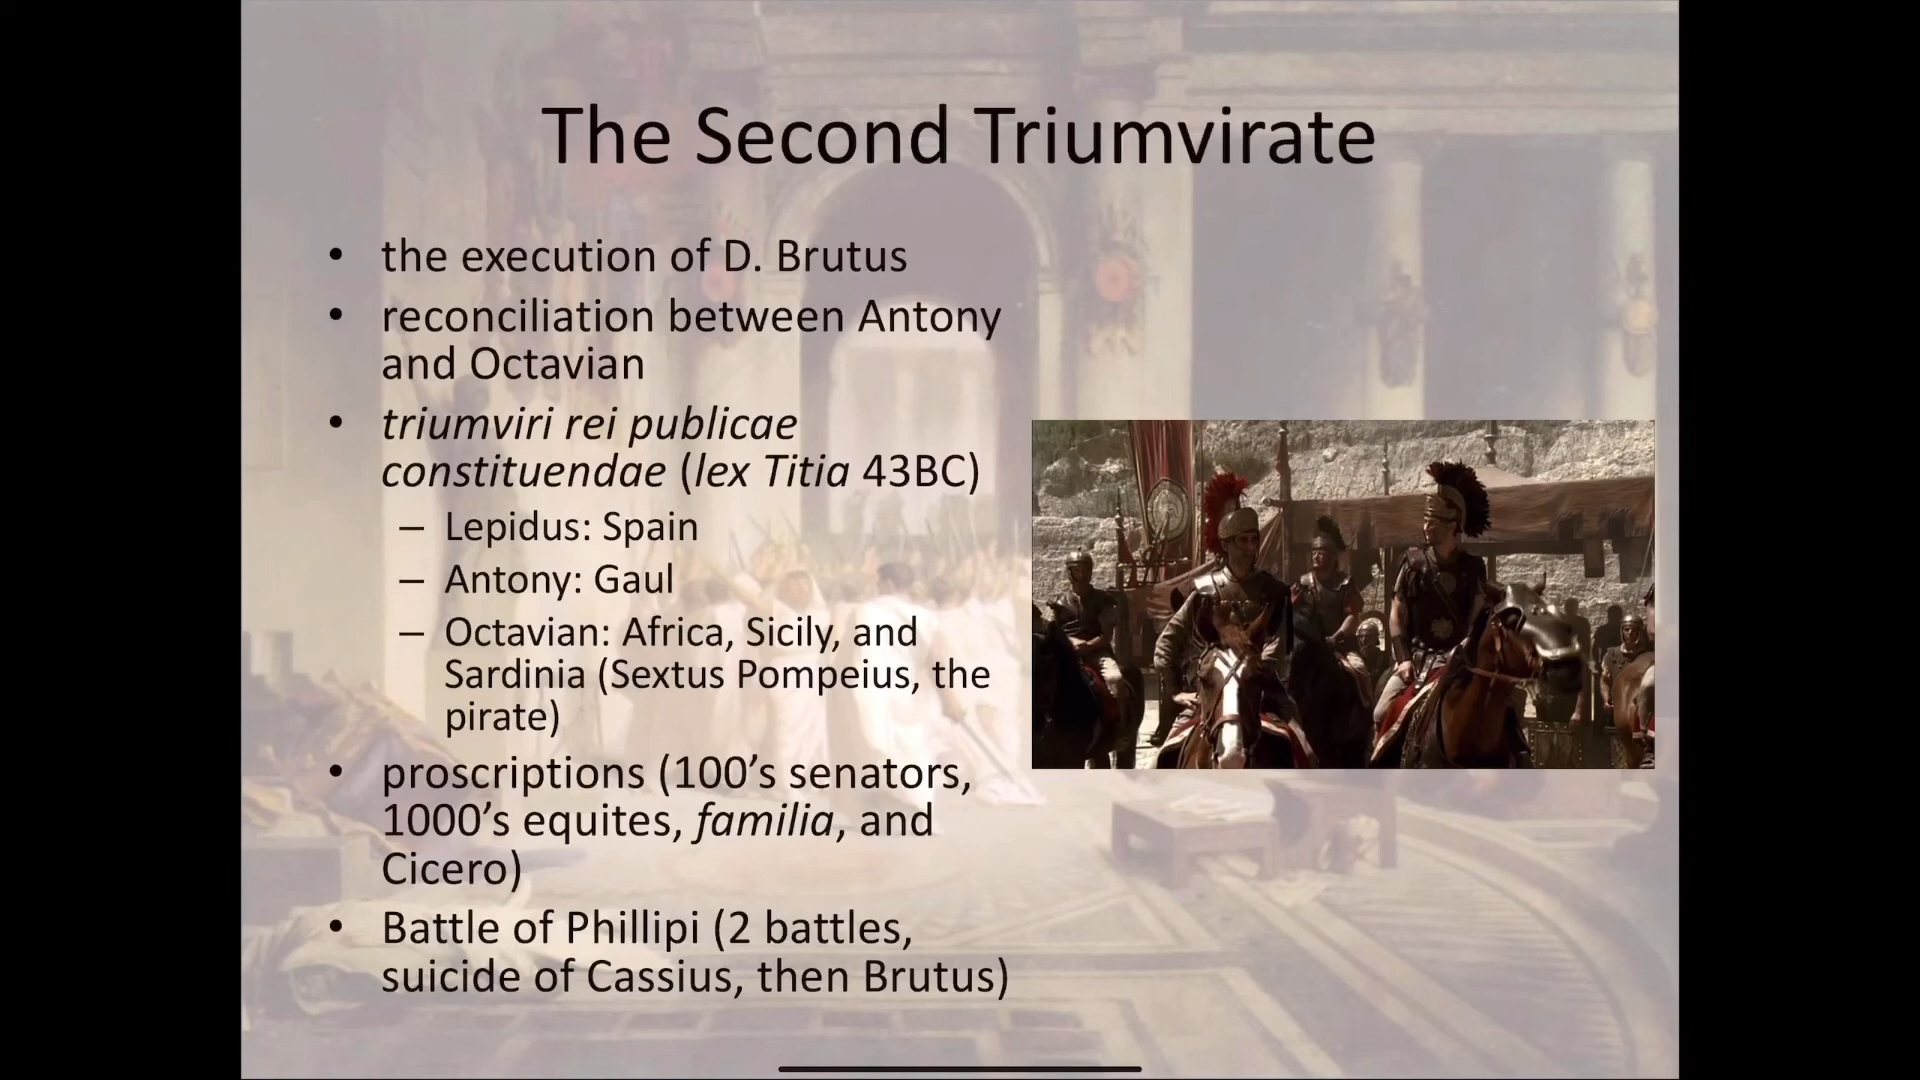 The Second Triumvirate
• the execution of D. Brutus
• reconciliation between Antony
and Octavian
• triumviri rei publicae
constituendae (lex Titia 43BC)
– Lepidus: Spain
– Antony: Gaul
– Octavian: Africa, Sicily, and
Sardinia (Sextus Pompeius, the
pirate)
• proscriptions (100’s senators,
1000’s equites, familia, and
Cicero)
• Battle of Phillipi (2 battles,
suicide of Cassius, then Brutus)